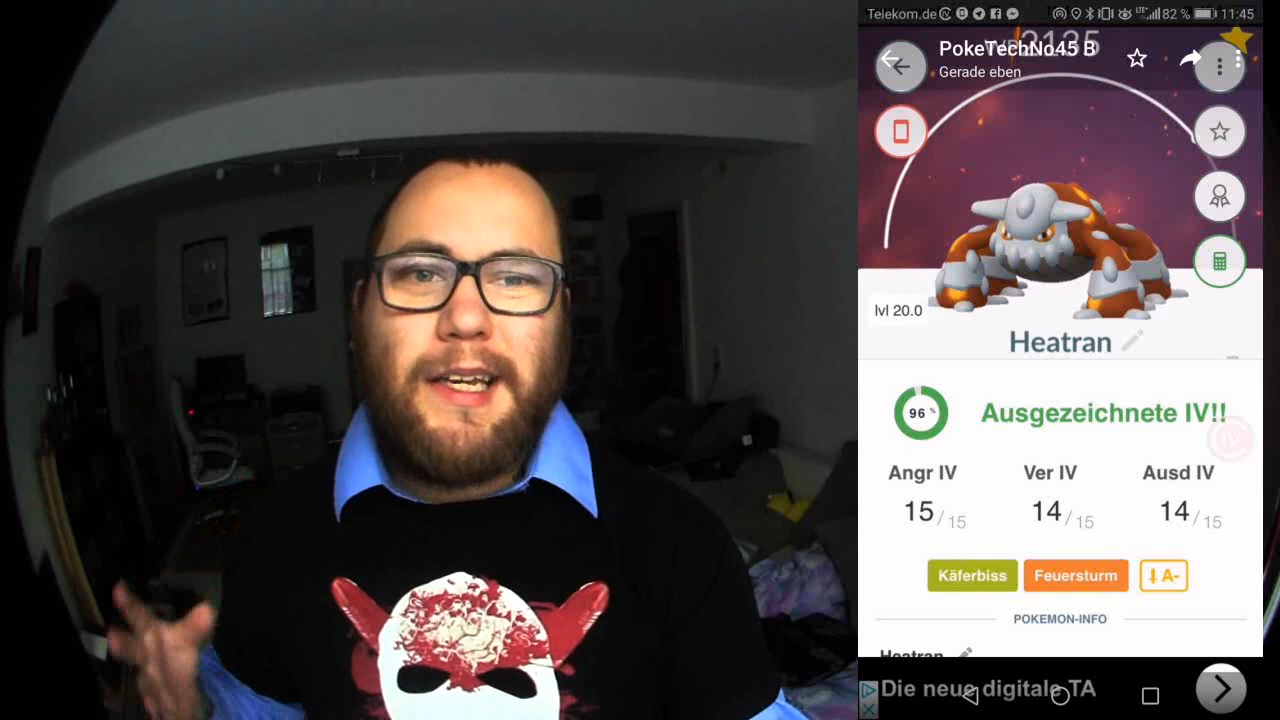 Telekom.de 82 % 11:45
WP2135
PokeTechNo45 B
Gerade eben
lvl 20.0
Heatran
96 %
Ausgezeichnete IV!!
Angr IV Ver IV Ausd IV
15/15 14/15 14/15
Käferbiss Feuersturm A-
POKEMON-INFO
Heatran
Die neue digitale TA